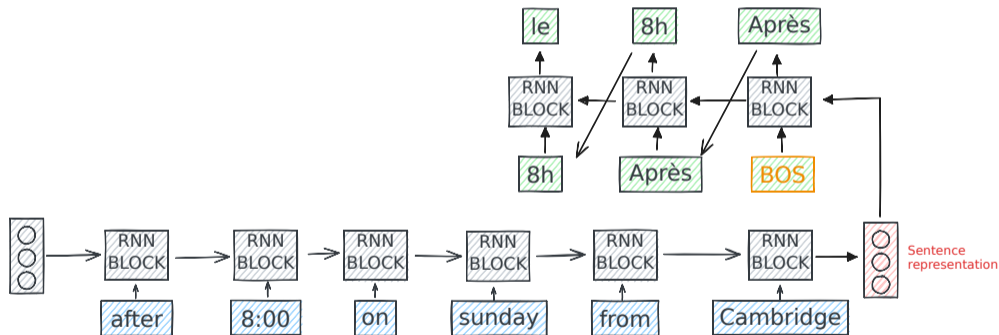 le 8h Après
RNN RNN RNN
BLOCK BLOCK BLOCK
8h Après BOS
RNN RNN RNN RNN RNN RNN
BLOCK BLOCK BLOCK BLOCK BLOCK BLOCK
Sentence
representation
after 8:00 on sunday from Cambridge